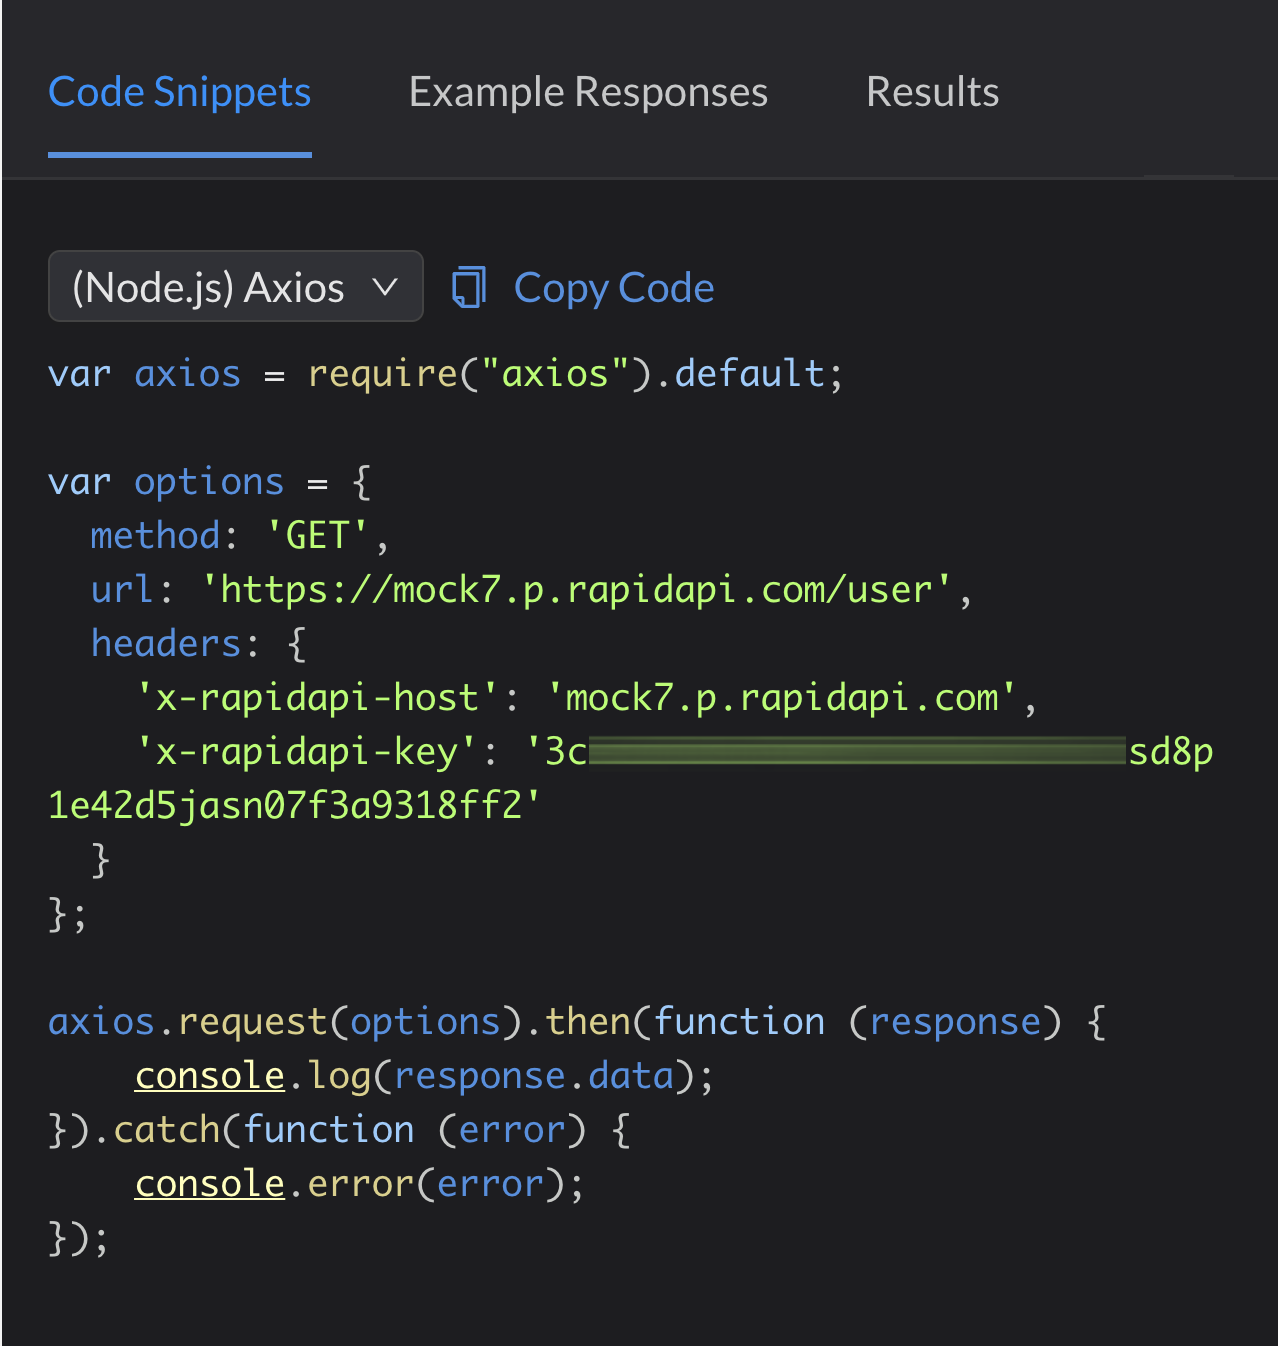 Code Snippets Example Responses Results
(Node.js) Axios Copy Code
var axios = require("axios").default;
var options = {
method: 'GET',
url: 'https://mock7.p.rapidapi.com/user',
headers: {
'x-rapidapi-host': 'mock7.p.rapidapi.com',
'x-rapidapi-key': '3c sd8p
1e42d5jasn07f3a9318ff2'
}
};
axios.request(options).then(function (response) {
console.log(response.data);
}).catch(function (error) {
console.error(error);
});